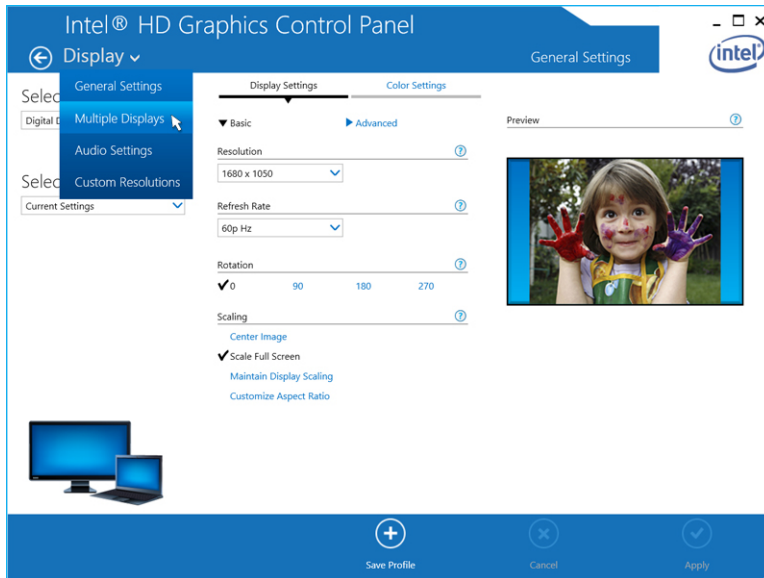 Intel® HD Graphics Control Panel
Display
General Settings
intel
General Settings
Multiple Displays
Audio Settings
Custom Resolutions
Selec
Digital D
Selec
Current Settings
Display Settings
Color Settings
Basic
Advanced
Resolution
1680 x 1050
Refresh Rate
60p Hz
Rotation
0 90 180 270
Scaling
Center Image
Scale Full Screen
Maintain Display Scaling
Customize Aspect Ratio
Preview
Save Profile
Cancel
Apply